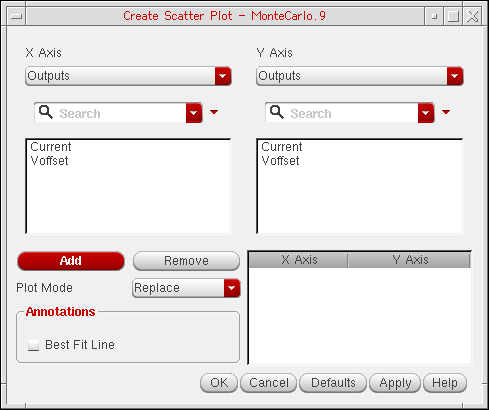 Create Scatter Plot - MonteCarlo.9
X Axis
Y Axis
Outputs
Outputs
Search
Search
Current
Voffset
Current
Voffset
Add
Remove
X Axis
Y Axis
Plot Mode
Replace
Annotations
Best Fit Line
OK
Cancel
Defaults
Apply
Help